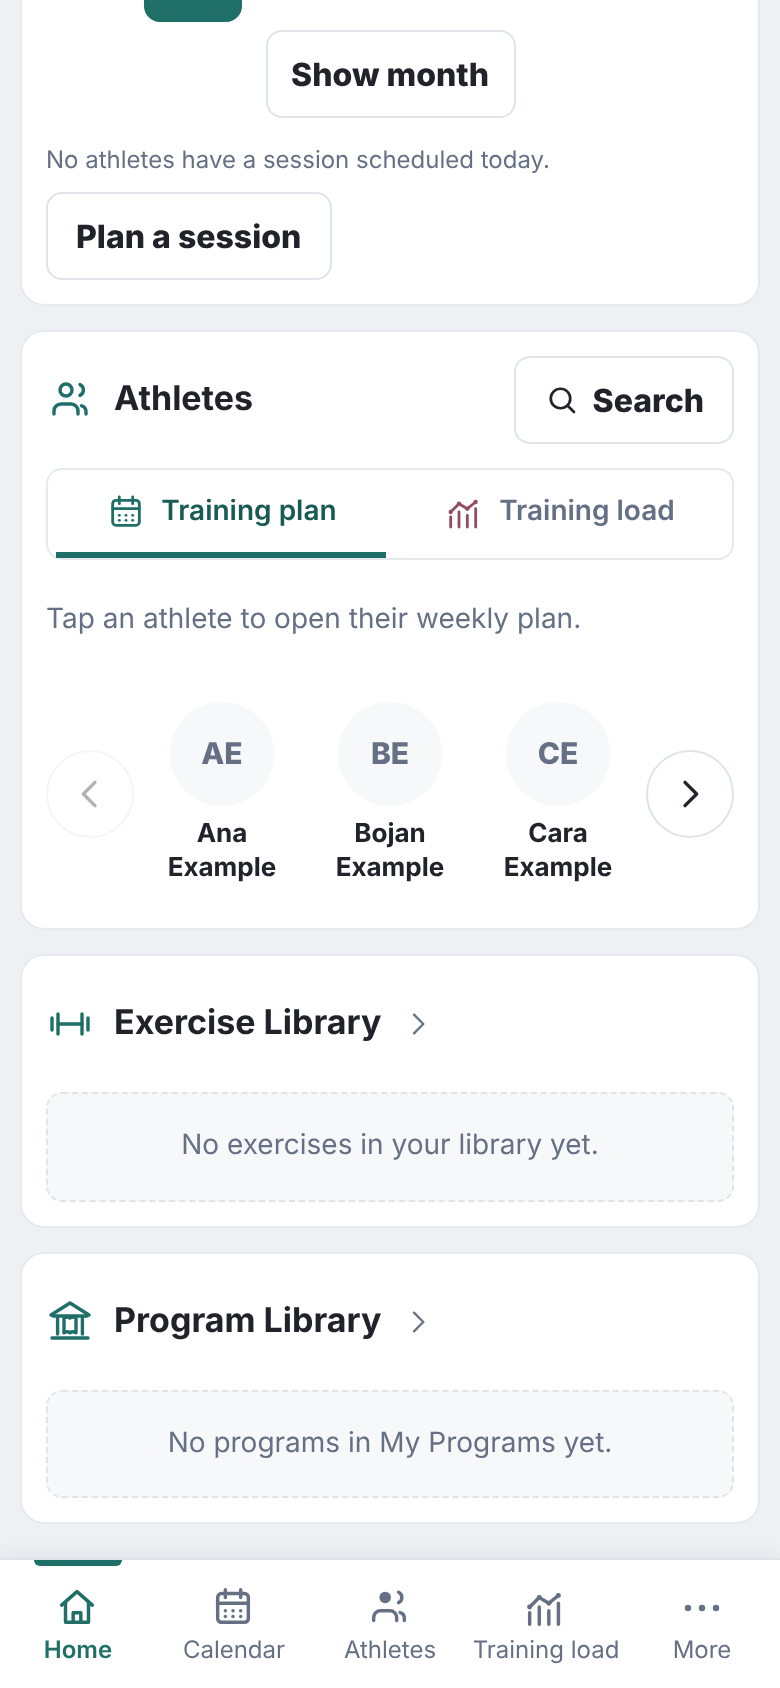 Show month
No athletes have a session scheduled today.
Plan a session
Athletes
Search
Training plan
Training load
Tap an athlete to open their weekly plan.
AE
BE
CE
Ana
Example
Bojan
Example
Cara
Example
Exercise Library
No exercises in your library yet.
Program Library
No programs in My Programs yet.
Home
Calendar
Athletes
Training load
More